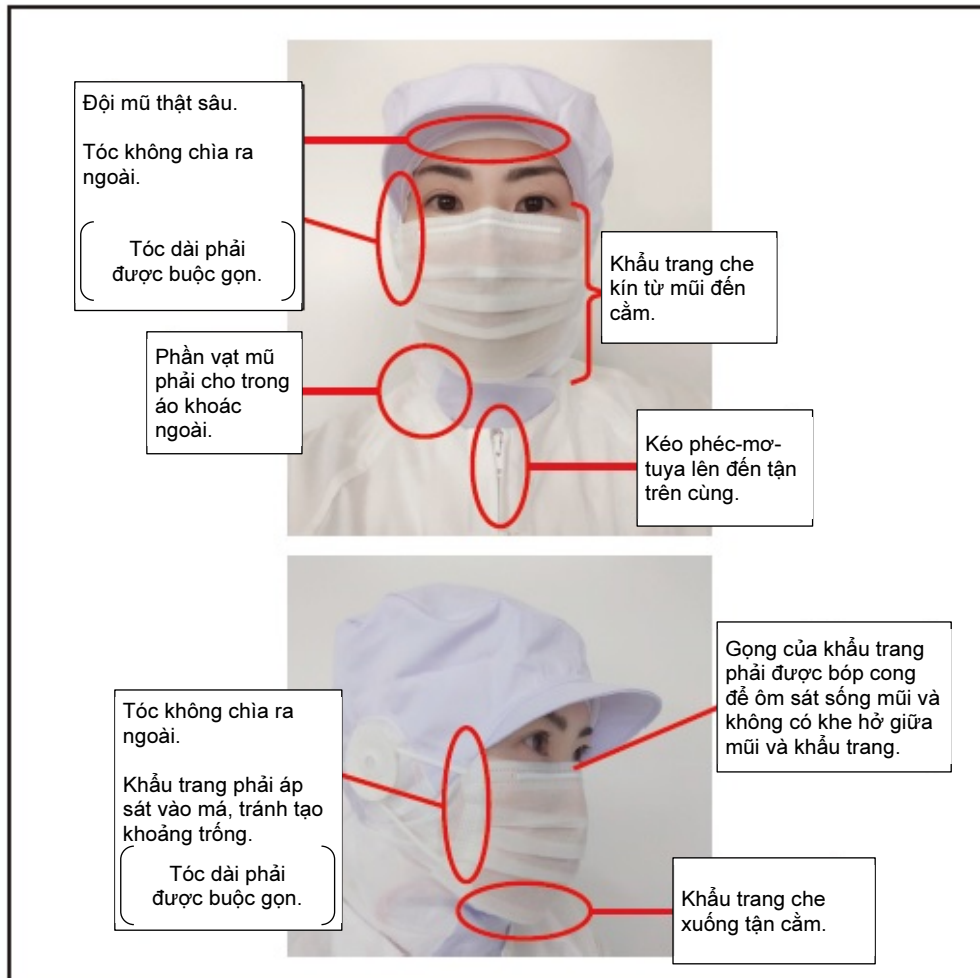 Đội mũ thật sâu.
Tóc không chìa ra
ngoài.
Tóc dài phải
được buộc gọn.
Khẩu trang che
kín từ mũi đến
cằm.
Phần vạt mũ
phải cho trong
áo khoác
ngoài.
Kéo phéc-mơ-
tuya lên đến tận
trên cùng.
Gọng của khẩu trang
phải được bóp cong
để ôm sát sống mũi và
không có khe hở giữa
mũi và khẩu trang.
Tóc không chìa ra
ngoài.
Khẩu trang phải áp
sát vào má, tránh tạo
khoảng trống.
Tóc dài phải
được buộc gọn.
Khẩu trang che
xuống tận cằm.